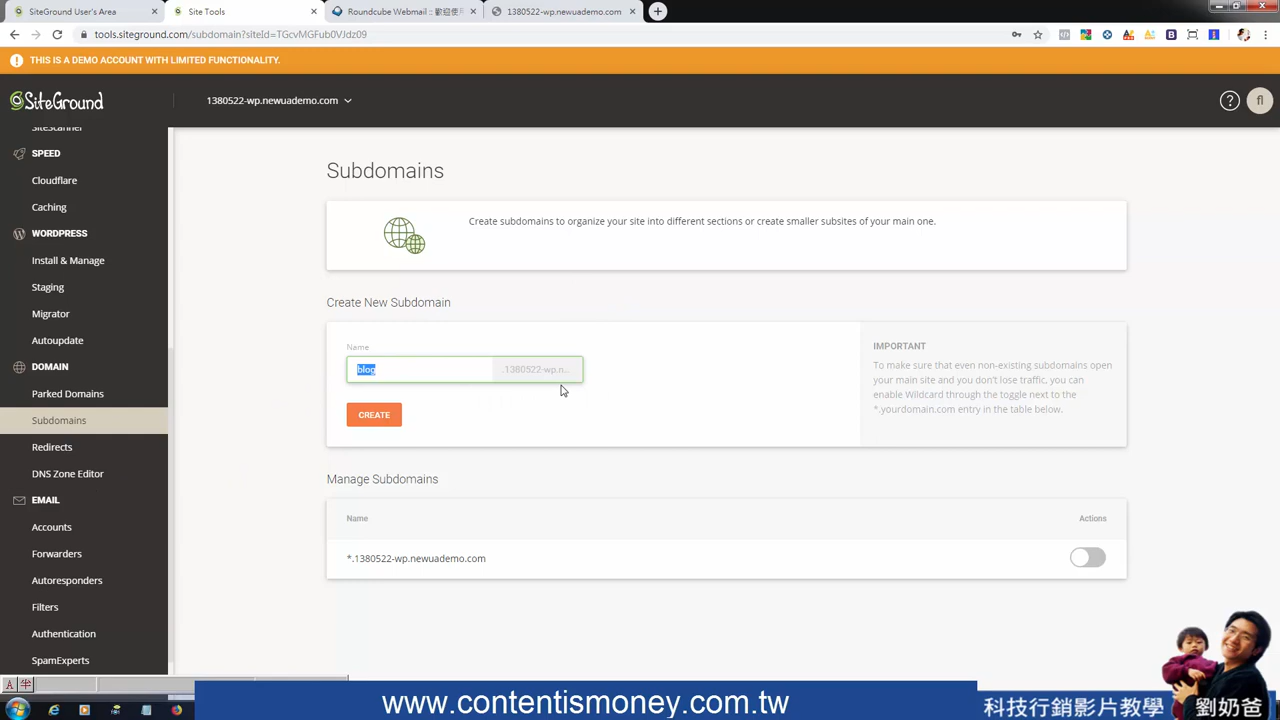 SiteGround User's Area
Site Tools
Roundcube Webmail :: 歡迎使用
1380522-wp.newuademo.com
tools.siteground.com/subdomain?siteId=TGcvMGFub0VJdz09
THIS IS A DEMO ACCOUNT WITH LIMITED FUNCTIONALITY.
SiteGround
1380522-wp.newuademo.com
fl
SiteScanner
SPEED
Cloudflare
Caching
WORDPRESS
Install & Manage
Staging
Migrator
Autoupdate
DOMAIN
Parked Domains
Subdomains
Redirects
DNS Zone Editor
EMAIL
Accounts
Forwarders
Autoresponders
Filters
Authentication
SpamExperts
Subdomains
Create subdomains to organize your site into different sections or create smaller subsites of your main one.
Create New Subdomain
Name
blog
.1380522-wp.n...
CREATE
IMPORTANT
To make sure that even non-existing subdomains open
your main site and you don't lose traffic, you can
enable Wildcard through the toggle next to the
*.yourdomain.com entry in the table below.
Manage Subdomains
Name
Actions
*.1380522-wp.newuademo.com
A 半
www.contentismoney.com.tw
科技行銷影片教學 劉奶爸